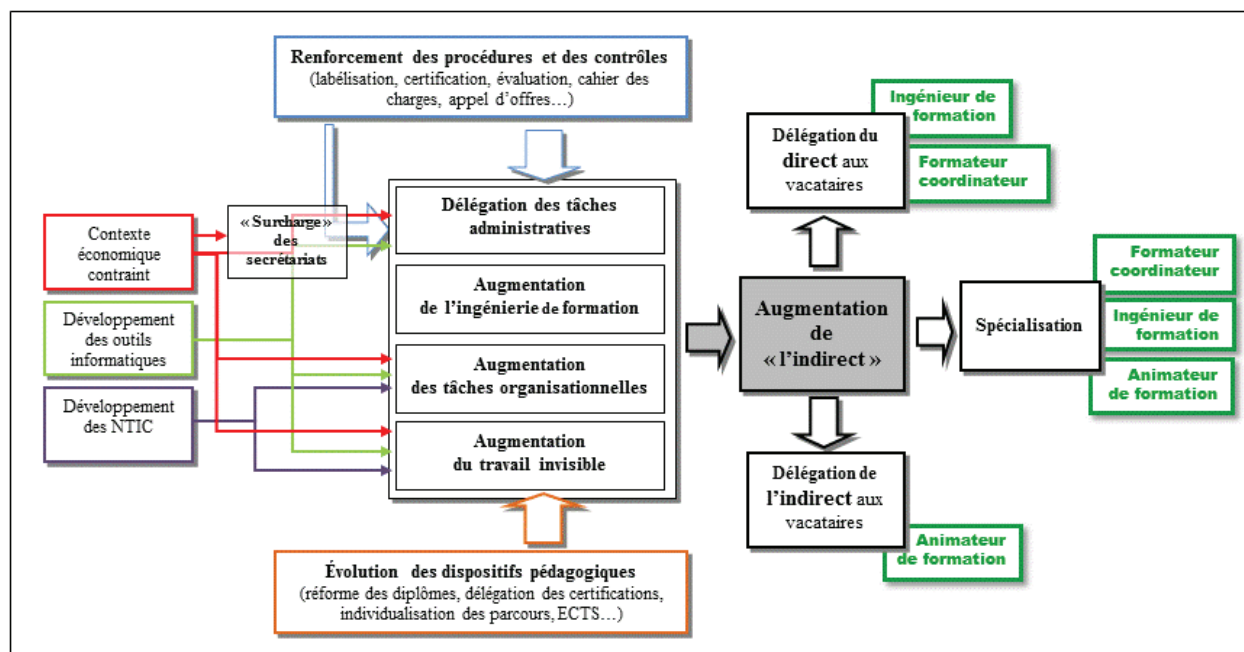 Renforcement des procédures et des contrôles
(labélisation, certification, évaluation, cahier des
charges, appel d’offres…)
Contexte
économique
contraint
« Surcharge »
des
secrétariats
Développement
des outils
informatiques
Développement
des NTIC
Délégation des tâches
administratives
Augmentation
de l’ingénierie de formation
Augmentation
des tâches organisationnelles
Augmentation
du travail invisible
Évolution des dispositifs pédagogiques
(réforme des diplômes, délégation des certifications,
individualisation des parcours, ECTS…)
Augmentation
de
« l’indirect »
Délégation du
direct aux
vacataires
Ingénieur de
formation
Formateur
coordinateur
Spécialisation
Formateur
coordinateur
Ingénieur de
formation
Animateur
de formation
Délégation de
l’indirect aux
vacataires
Animateur
de formation